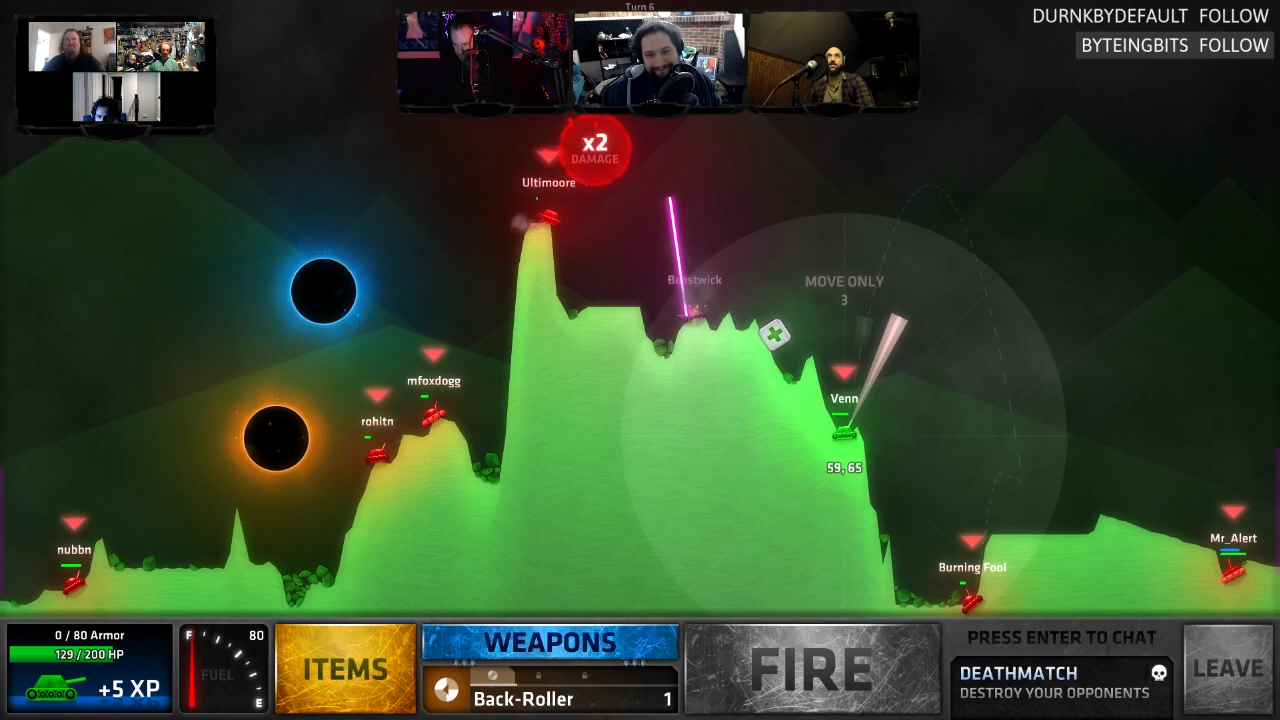 Turn 6
DURNKBYDEFAULT FOLLOW
BYTEINGBITS FOLLOW
x2
DAMAGE
Ultimoore
Benstwick
MOVE ONLY
3
mfoxdogg
Venn
rohitn
59, 65
nubbn
Mr_Alert
Burning Fool
0 / 80 Armor
129 / 200 HP
+5 XP
F
80
FUEL
E
ITEMS
WEAPONS
Back-Roller 1
FIRE
PRESS ENTER TO CHAT
DEATHMATCH
DESTROY YOUR OPPONENTS
LEAVE